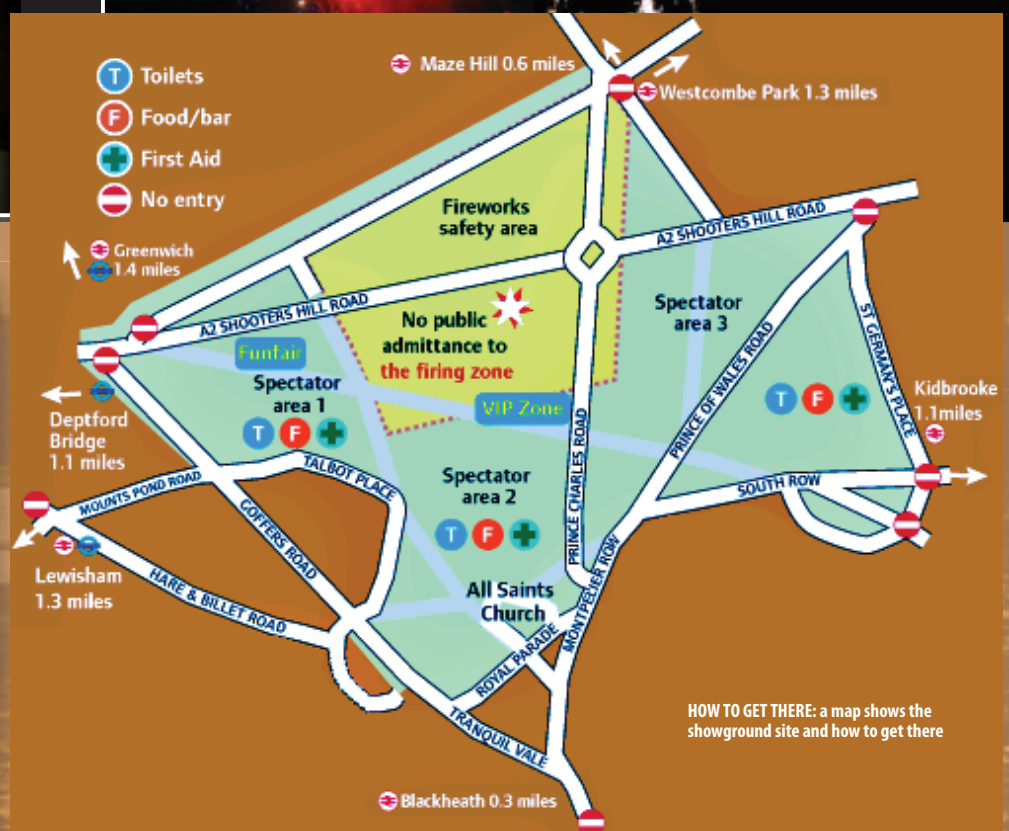 T Toilets
F Food/bar
First Aid
No entry
Maze Hill 0.6 miles
Westcombe Park 1.3 miles
Greenwich
1.4 miles
Fireworks
safety area
A2 SHOOTERS HILL ROAD
A2 SHOOTERS HILL ROAD
No public
admittance to
the firing zone
Spectator
area 3
Funfair
Spectator
area 1
T F
VIP Zone
PRINCE OF WALES ROAD
ST GERMAN'S PLACE
T F
Kidbrooke
1.1miles
Deptford
Bridge
1.1 miles
MOUNTS POND ROAD
TALBOT PLACE
Spectator
area 2
T F
PRINCE CHARLES ROAD
SOUTH ROW
GOFFERS ROAD
Lewisham
1.3 miles
HARE & BILLET ROAD
All Saints
Church
MONTPELIER ROW
ROYAL PARADE
TRANQUIL VALE
HOW TO GET THERE: a map shows the
showground site and how to get there
Blackheath 0.3 miles